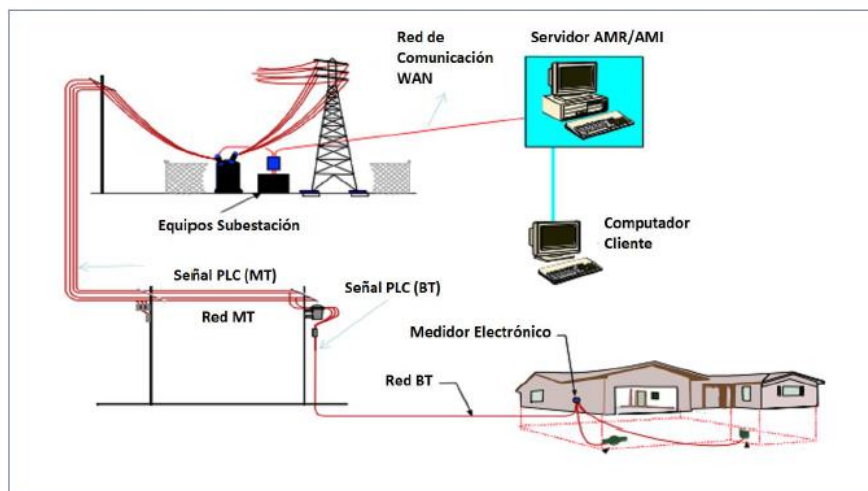 Red de
Comunicación
WAN
Servidor AMR/AMI
Equipos Subestación
Computador
Cliente
Señal PLC (MT)
Señal PLC (BT)
Red MT
Medidor Electrónico
Red BT